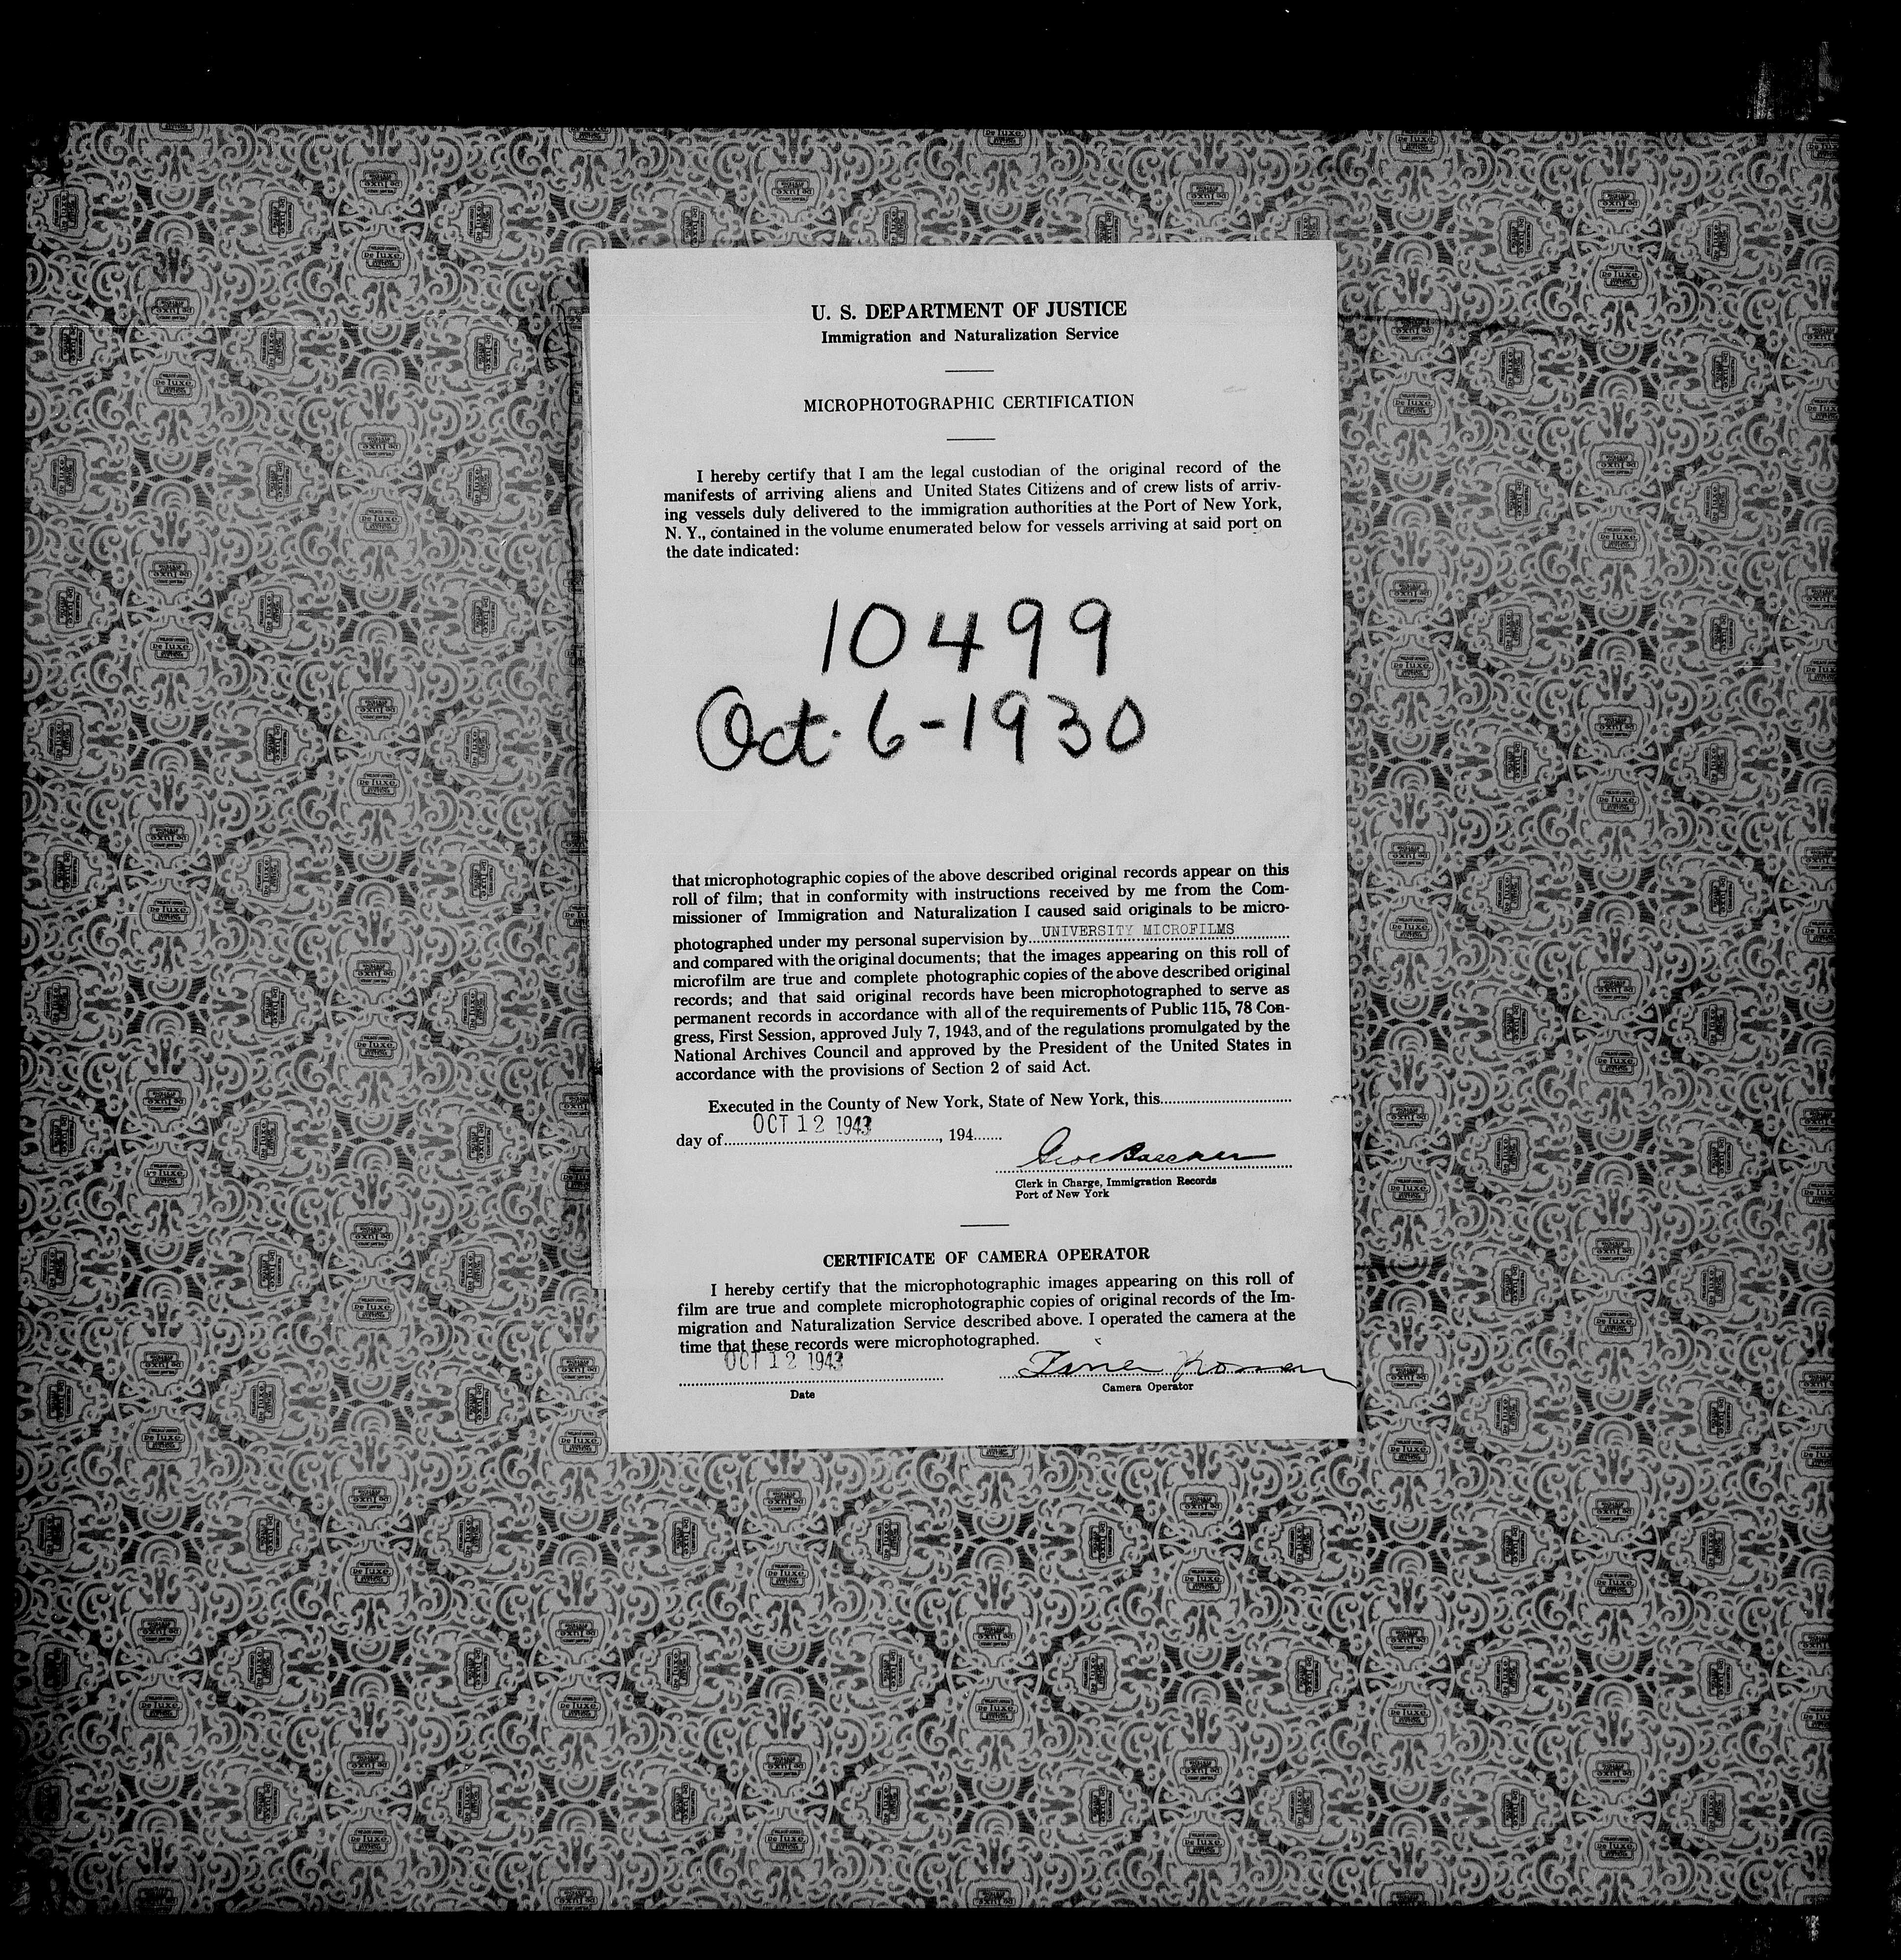 U. S. DEPARTMENT OF JUSTICE
Immigration and Naturalization Service
MICROPHOTOGRAPHIC CERTIFICATION
I hereby certify that I am the legal custodian of the original record of the
manifests of arriving aliens and United States Citizens and of crew lists of arriv-
ing vessels duly delivered to the immigration authorities at the Port of New York,
N. Y., contained in the volume enumerated below for vessels arriving at said port on
the date indicated:
10499
Oct. 6-1930
that microphotographic copies of the above described original records appear on this
roll of film; that in conformity with instructions received by me from the Com-
missioner of Immigration and Naturalization I caused said originals to be micro-
photographed under my personal supervision by UNIVERSITY MICROFILMS
and compared with the original documents; that the images appearing on this roll of
microfilm are true and complete photographic copies of the above described original
records; and that said original records have been microphotographed to serve as
permanent records in accordance with all of the requirements of Public 115, 78 Con-
gress, First Session, approved July 7, 1943, and of the regulations promulgated by the
National Archives Council and approved by the President of the United States in
accordance with the provisions of Section 2 of said Act.
Executed in the County of New York, State of New York, this
day of OCT 12 1943, 194
Clerk in Charge, Immigration Records
Port of New York
CERTIFICATE OF CAMERA OPERATOR
I hereby certify that the microphotographic images appearing on this roll of
film are true and complete microphotographic copies of original records of the Im-
migration and Naturalization Service described above. I operated the camera at the
time that these records were microphotographed.
OCT 12 1943
Date
Camera Operator